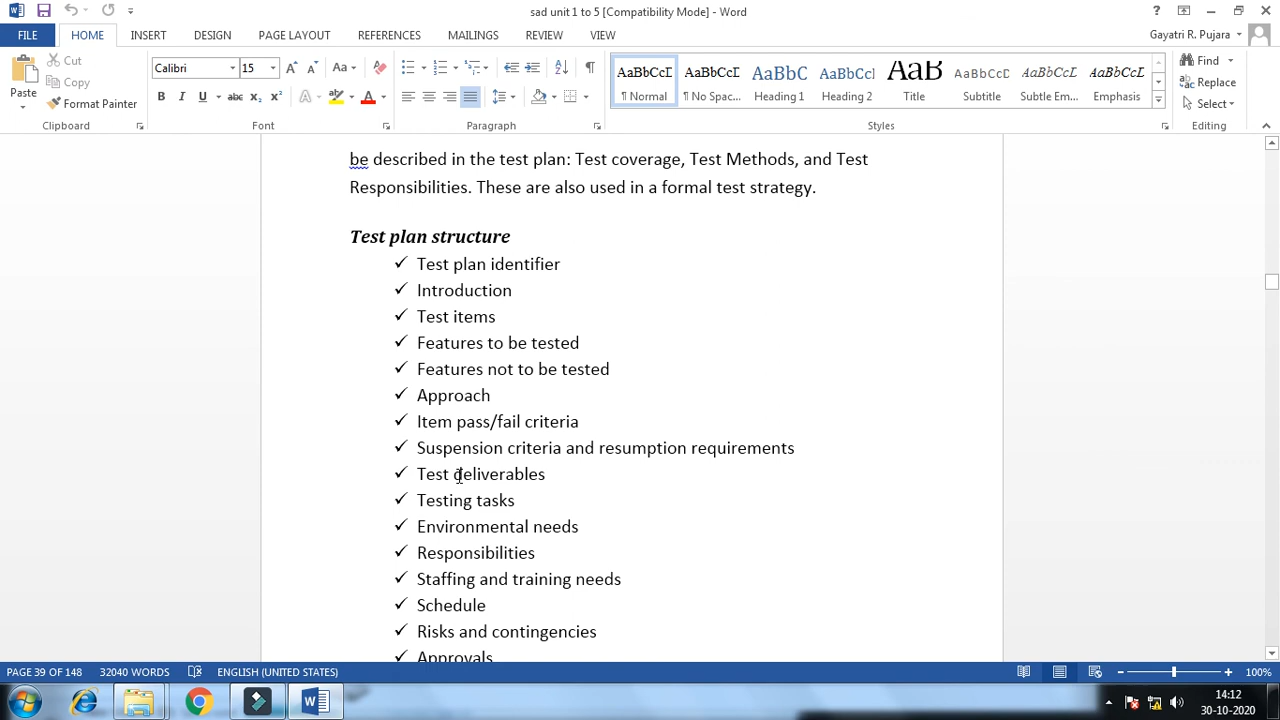 sad unit 1 to 5 [Compatibility Mode] - Word
FILE HOME INSERT DESIGN PAGE LAYOUT REFERENCES MAILINGS REVIEW VIEW Gayatri R. Pujara
Cut
Copy
Paste
Format Painter
Clipboard
Calibri 15
Font
Paragraph
AaBbCcD AaBbCcD AaBbC AaBbCcI AaB AaBbCcD AaBbCcD AaBbCcD
¶ Normal ¶ No Spac... Heading 1 Heading 2 Title Subtitle Subtle Em... Emphasis
Styles
Find
Replace
Select
Editing
be described in the test plan: Test coverage, Test Methods, and Test
Responsibilities. These are also used in a formal test strategy.
Test plan structure
✓ Test plan identifier
✓ Introduction
✓ Test items
✓ Features to be tested
✓ Features not to be tested
✓ Approach
✓ Item pass/fail criteria
✓ Suspension criteria and resumption requirements
✓ Test deliverables
✓ Testing tasks
✓ Environmental needs
✓ Responsibilities
✓ Staffing and training needs
✓ Schedule
✓ Risks and contingencies
✓ Approvals
PAGE 39 OF 148 32040 WORDS ENGLISH (UNITED STATES) 100%
14:12
30-10-2020